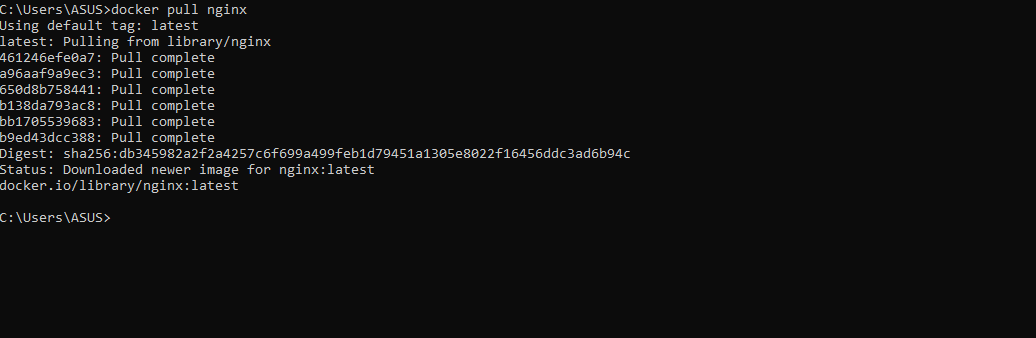 C:\Users\ASUS>docker pull nginx
Using default tag: latest
latest: Pulling from library/nginx
461246efe0a7: Pull complete
a96aaf9a9ec3: Pull complete
650d8b758441: Pull complete
b138da793ac8: Pull complete
bb1705539683: Pull complete
b9ed43dcc388: Pull complete
Digest: sha256:db345982a2f2a4257c6f699a499feb1d79451a1305e8022f16456ddc3ad6b94c
Status: Downloaded newer image for nginx:latest
docker.io/library/nginx:latest
C:\Users\ASUS>